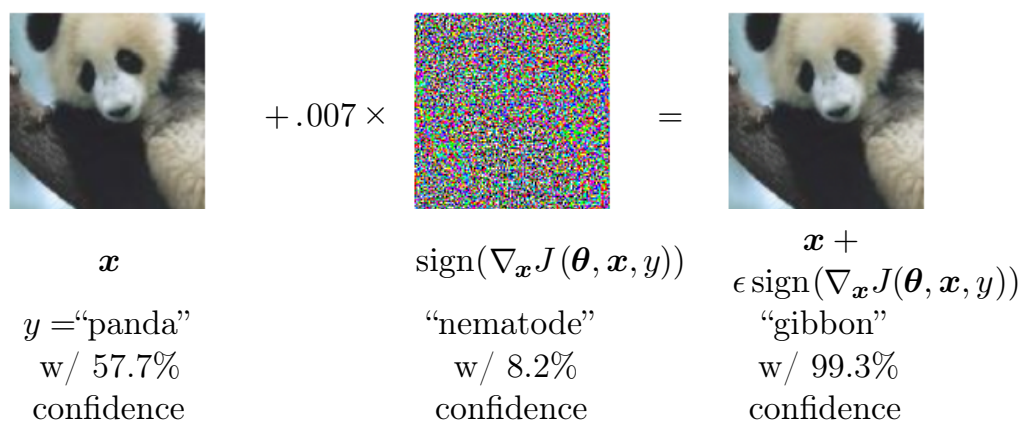 + .007 ×
=
x
sign(∇ₓJ(θ, x, y))
x +
ϵ sign(∇ₓJ(θ, x, y))
y =“panda”
w/ 57.7%
confidence
“nematode”
w/ 8.2%
confidence
“gibbon”
w/ 99.3%
confidence